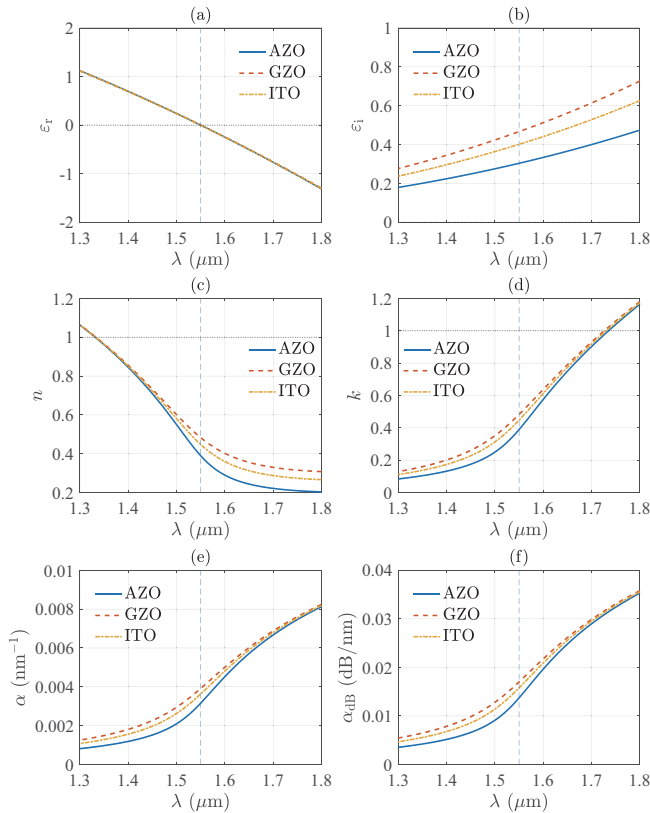 (a)
2
1
0
-1
-2
εr
AZO
GZO
ITO
1.3 1.4 1.5 1.6 1.7 1.8
λ (μm)
(b)
1
0.8
0.6
0.4
0.2
0
εi
AZO
GZO
ITO
1.3 1.4 1.5 1.6 1.7 1.8
λ (μm)
(c)
1.2
1
0.8
0.6
0.4
0.2
n
AZO
GZO
ITO
1.3 1.4 1.5 1.6 1.7 1.8
λ (μm)
(d)
1.2
1
0.8
0.6
0.4
0.2
0
k
AZO
GZO
ITO
1.3 1.4 1.5 1.6 1.7 1.8
λ (μm)
(e)
0.01
0.008
0.006
0.004
0.002
0
α (nm⁻¹)
AZO
GZO
ITO
1.3 1.4 1.5 1.6 1.7 1.8
λ (μm)
(f)
0.04
0.03
0.02
0.01
0
αdB (dB/nm)
AZO
GZO
ITO
1.3 1.4 1.5 1.6 1.7 1.8
λ (μm)